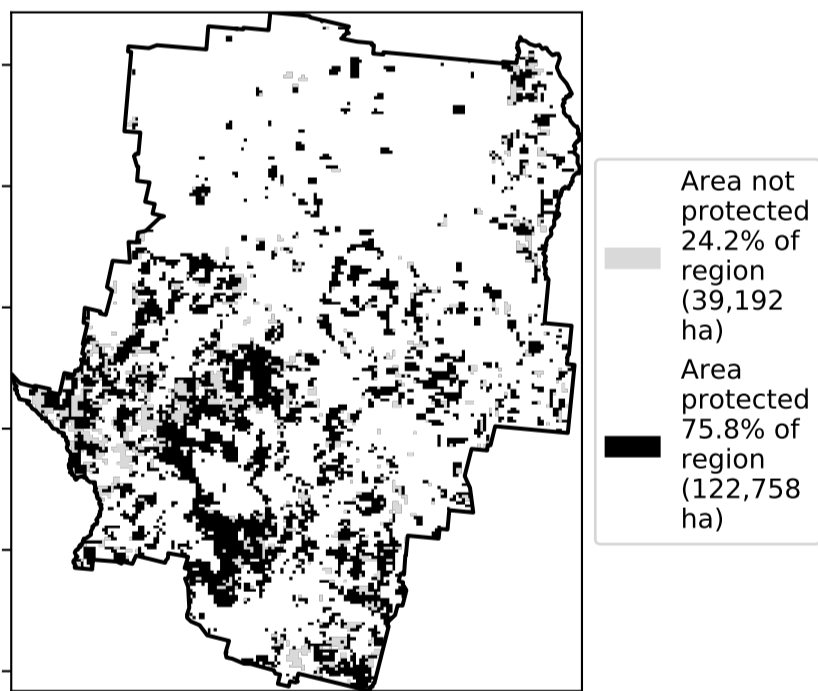 Area not
protected
24.2% of
region
(39,192
ha)
Area
protected
75.8% of
region
(122,758
ha)